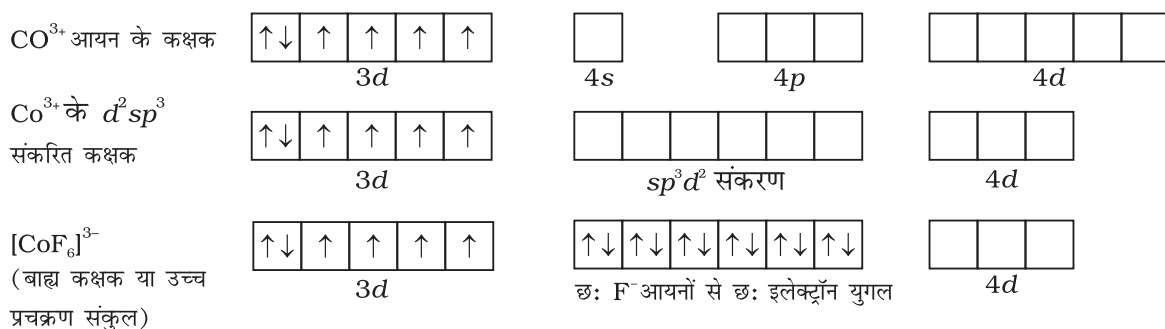 CO³⁺ आयन के कक्षक ↑↓ ↑ ↑ ↑ ↑
3d 4s 4p 4d
Co³⁺ के d²sp³
संकरित कक्षक ↑↓ ↑ ↑ ↑ ↑
3d sp³d² संकरण 4d
[CoF₆]³⁻ ↑↓ ↑ ↑ ↑ ↑ ↑↓ ↑↓ ↑↓ ↑↓ ↑↓ ↑↓
(बाह्य कक्षक या उच्च 3d छः F⁻ आयनों से छः इलेक्ट्रॉन युगल 4d
प्रचक्रण संकुल)